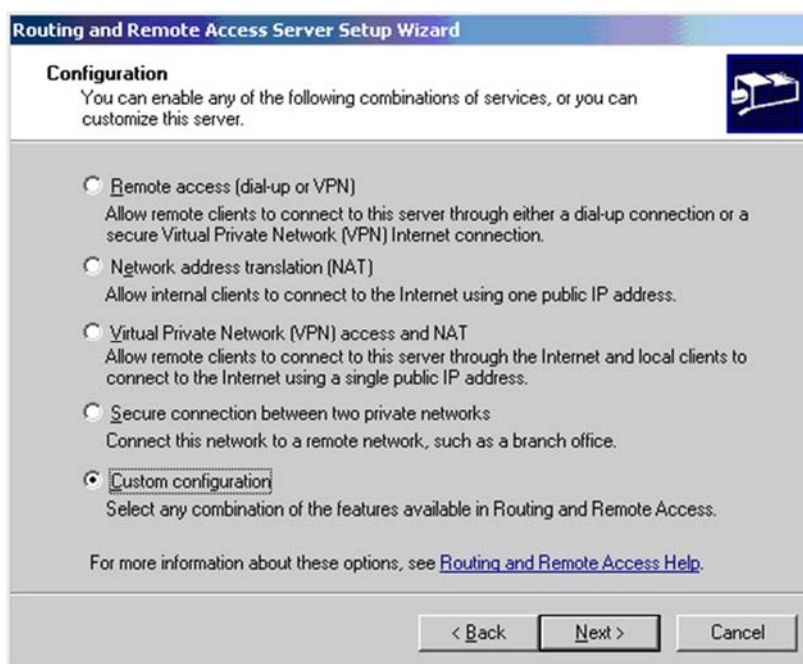 Routing and Remote Access Server Setup Wizard
Configuration
You can enable any of the following combinations of services, or you can
customize this server.
Remote access (dial-up or VPN)
Allow remote clients to connect to this server through either a dial-up connection or a
secure Virtual Private Network (VPN) Internet connection.
Network address translation (NAT)
Allow internal clients to connect to the Internet using one public IP address.
Virtual Private Network (VPN) access and NAT
Allow remote clients to connect to this server through the Internet and local clients to
connect to the Internet using a single public IP address.
Secure connection between two private networks
Connect this network to a remote network, such as a branch office.
Custom configuration
Select any combination of the features available in Routing and Remote Access.
For more information about these options, see Routing and Remote Access Help.
< Back Next > Cancel